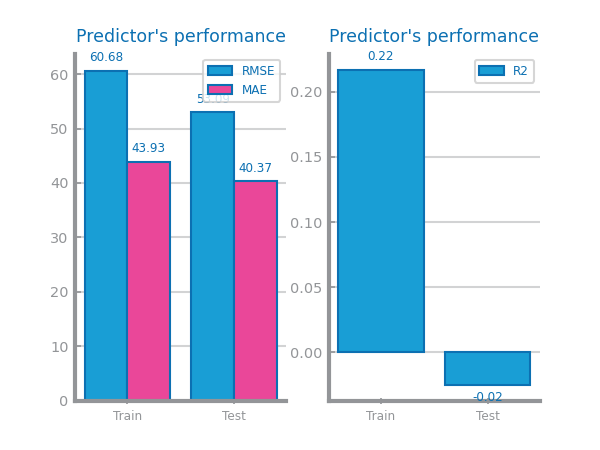 Predictor's performance
60.68
RMSE
MAE
43.93
40.37
60
50
40
30
20
10
0
Train
Test
Predictor's performance
0.22
R2
0.20
0.15
0.10
0.05
0.00
-0.02
Train
Test